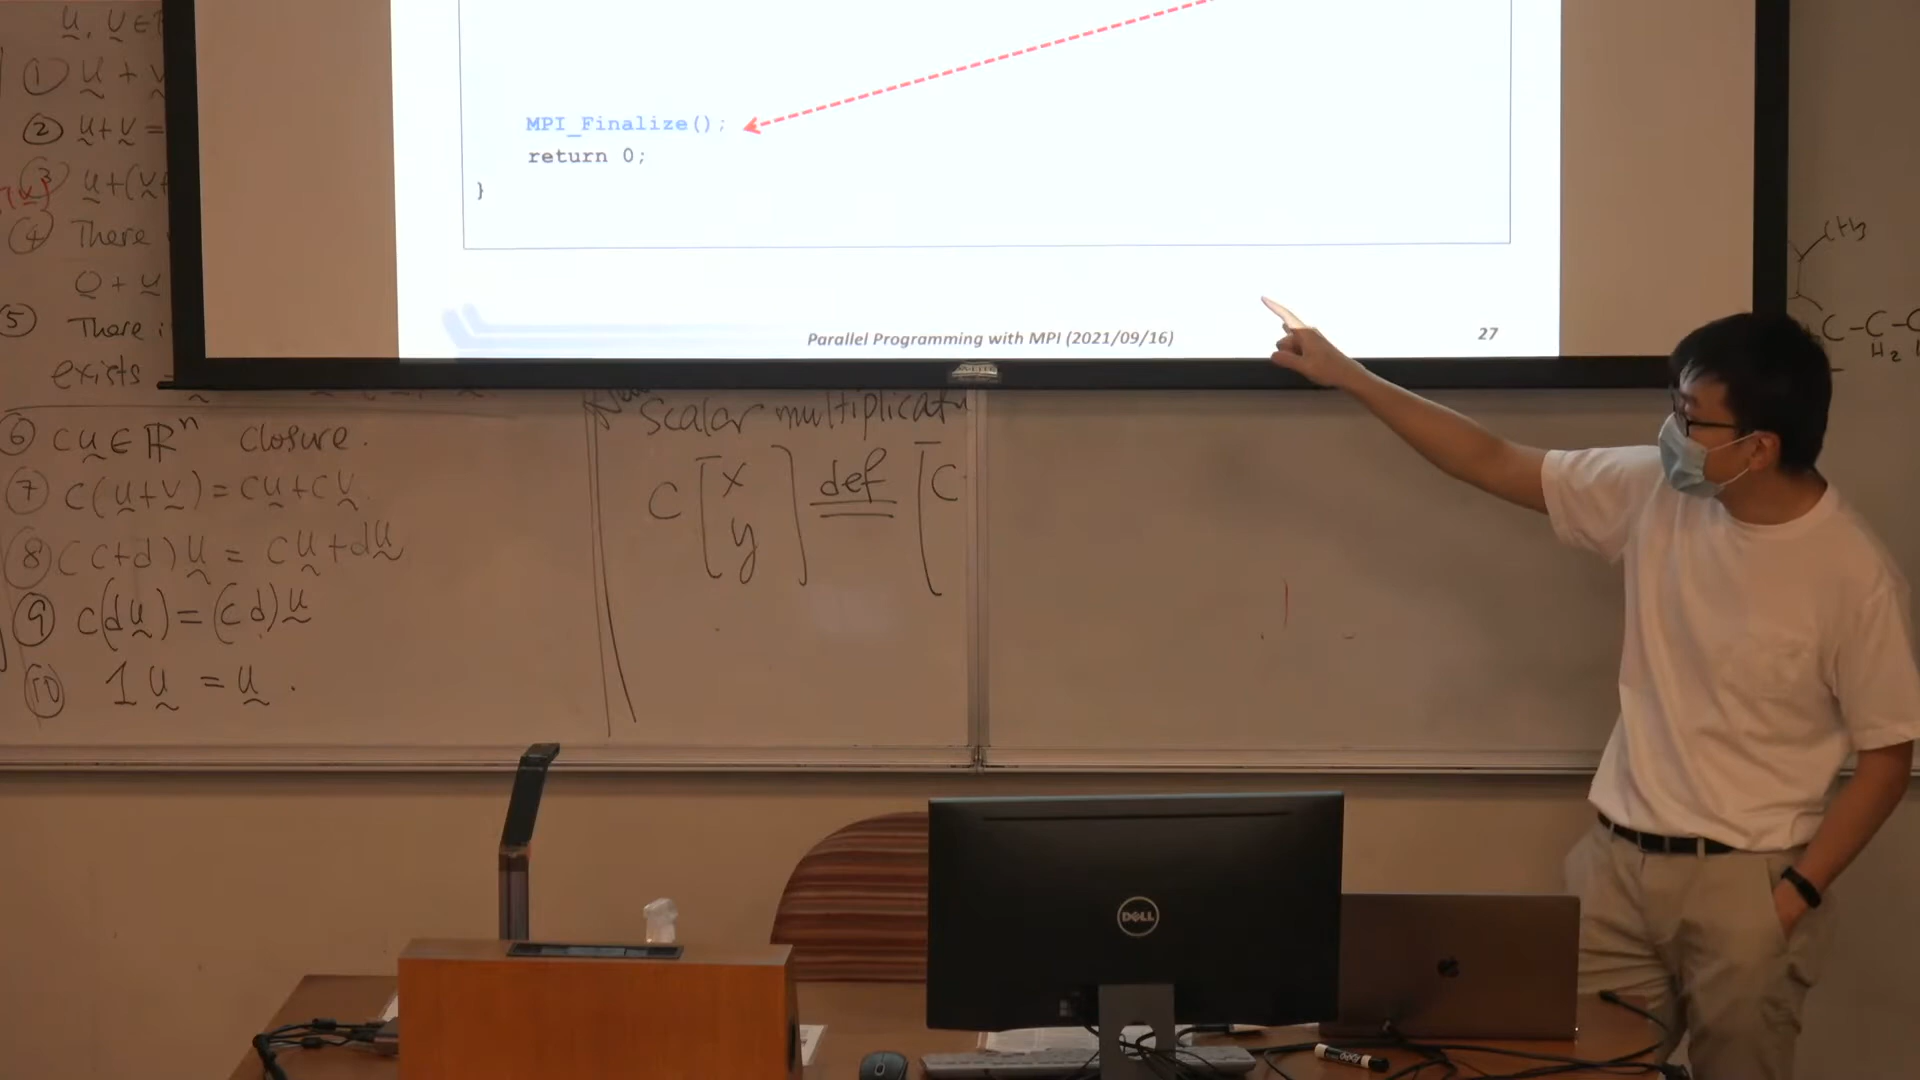 MPI_Finalize();
return 0;
}
Parallel Programming with MPI (2021/09/16)
27
u, v ∈
① u + v
② u + v =
③ u + (v +
④ There
0 + u
⑤ There i
exists
⑥ cu ∈ ℝⁿ closure.
⑦ c(u+v) = cu+cv.
⑧ (c+d)u = cu+du
⑨ c(du) = (cd)u
⑩ 1u = u.
Scalar multiplicati
c [x y] def [c
CH3
C-C-C
H2
DELL